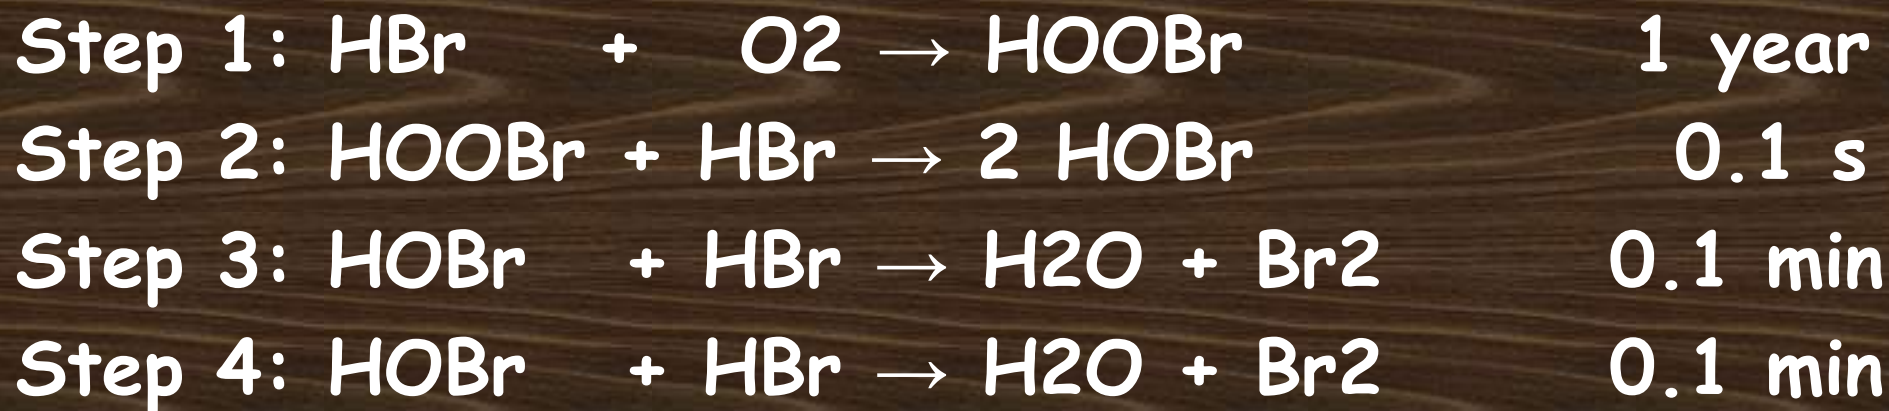 Step 1: HBr + O2 → HOOBr 1 year
Step 2: HOOBr + HBr → 2 HOBr 0.1 s
Step 3: HOBr + HBr → H2O + Br2 0.1 min
Step 4: HOBr + HBr → H2O + Br2 0.1 min